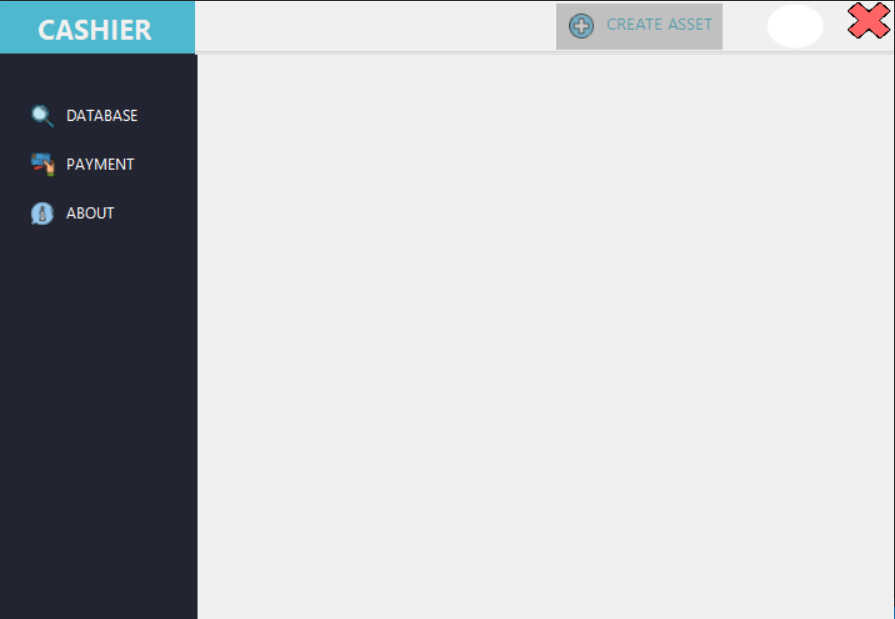 CASHIER
CREATE ASSET
DATABASE
PAYMENT
ABOUT